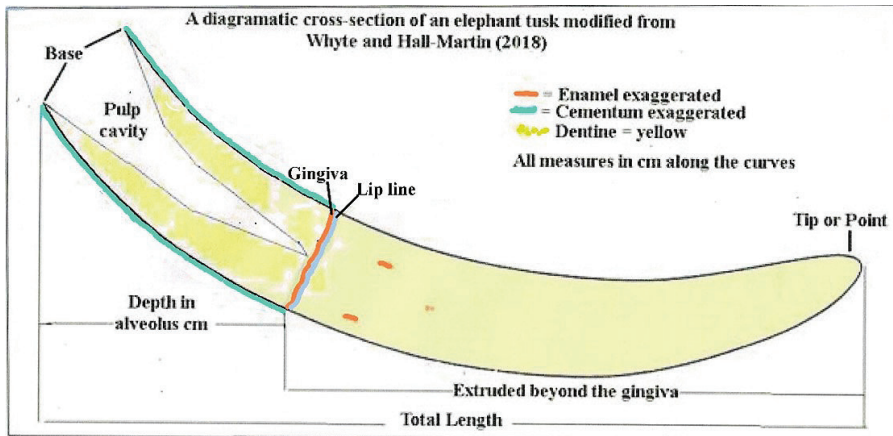 A diagramatic cross-section of an elephant tusk modified from
Whyte and Hall-Martin (2018)
Base
Pulp
cavity
= Enamel exaggerated
= Cementum exaggerated
Dentine = yellow
All measures in cm along the curves
Gingiva
Lip line
Tip or Point
Depth in
alveolus cm
Extruded beyond the gingiva
Total Length